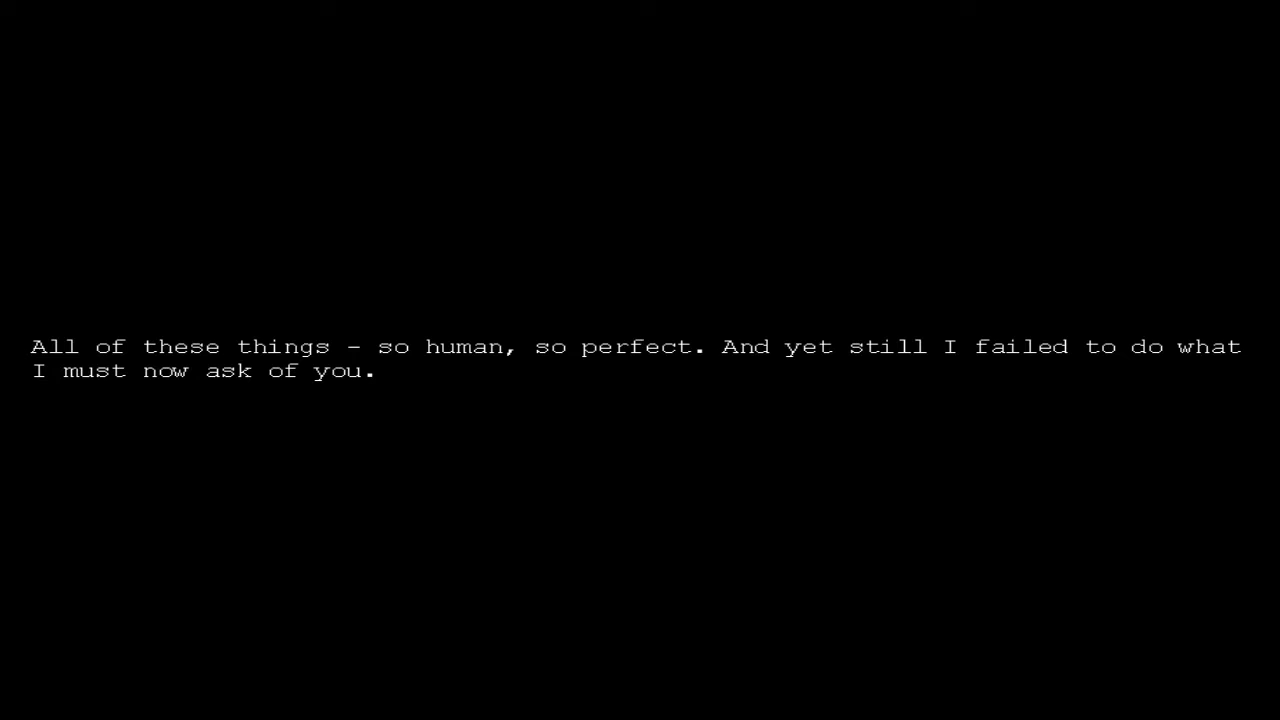 All of these things - so human, so perfect. And yet still I failed to do what
I must now ask of you.